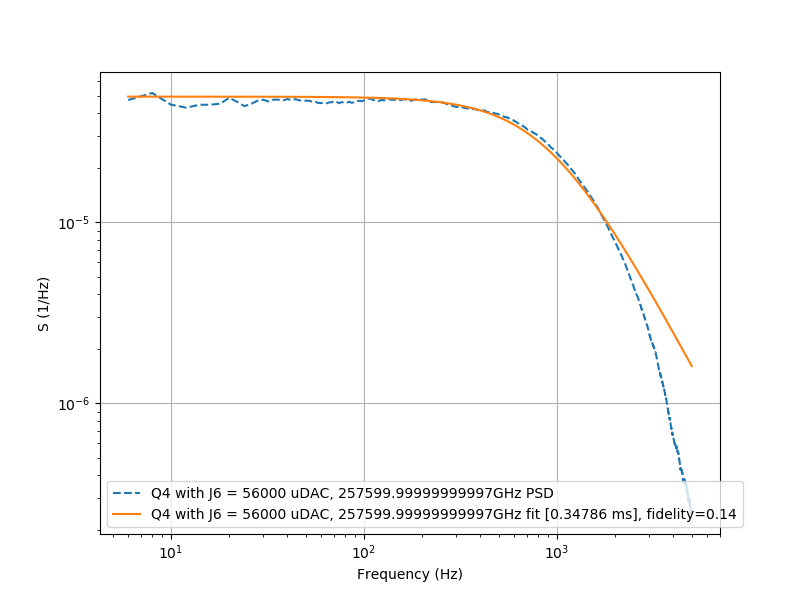 S (1/Hz)
10⁻⁵
10⁻⁶
Q4 with J6 = 56000 uDAC, 257599.99999999997GHz PSD
Q4 with J6 = 56000 uDAC, 257599.99999999997GHz fit [0.34786 ms], fidelity=0.14
10¹ 10² 10³
Frequency (Hz)